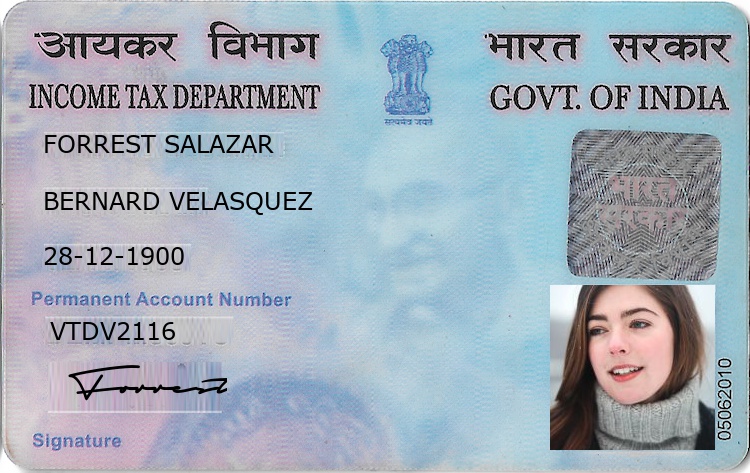 आयकर विभाग
INCOME TAX DEPARTMENT
भारत सरकार
GOVT. OF INDIA
सत्यमेव जयते
FORREST SALAZAR
BERNARD VELASQUEZ
28-12-1900
भारत
सरकार
Permanent Account Number
VTDV2116
Forrest
Signature
05062010